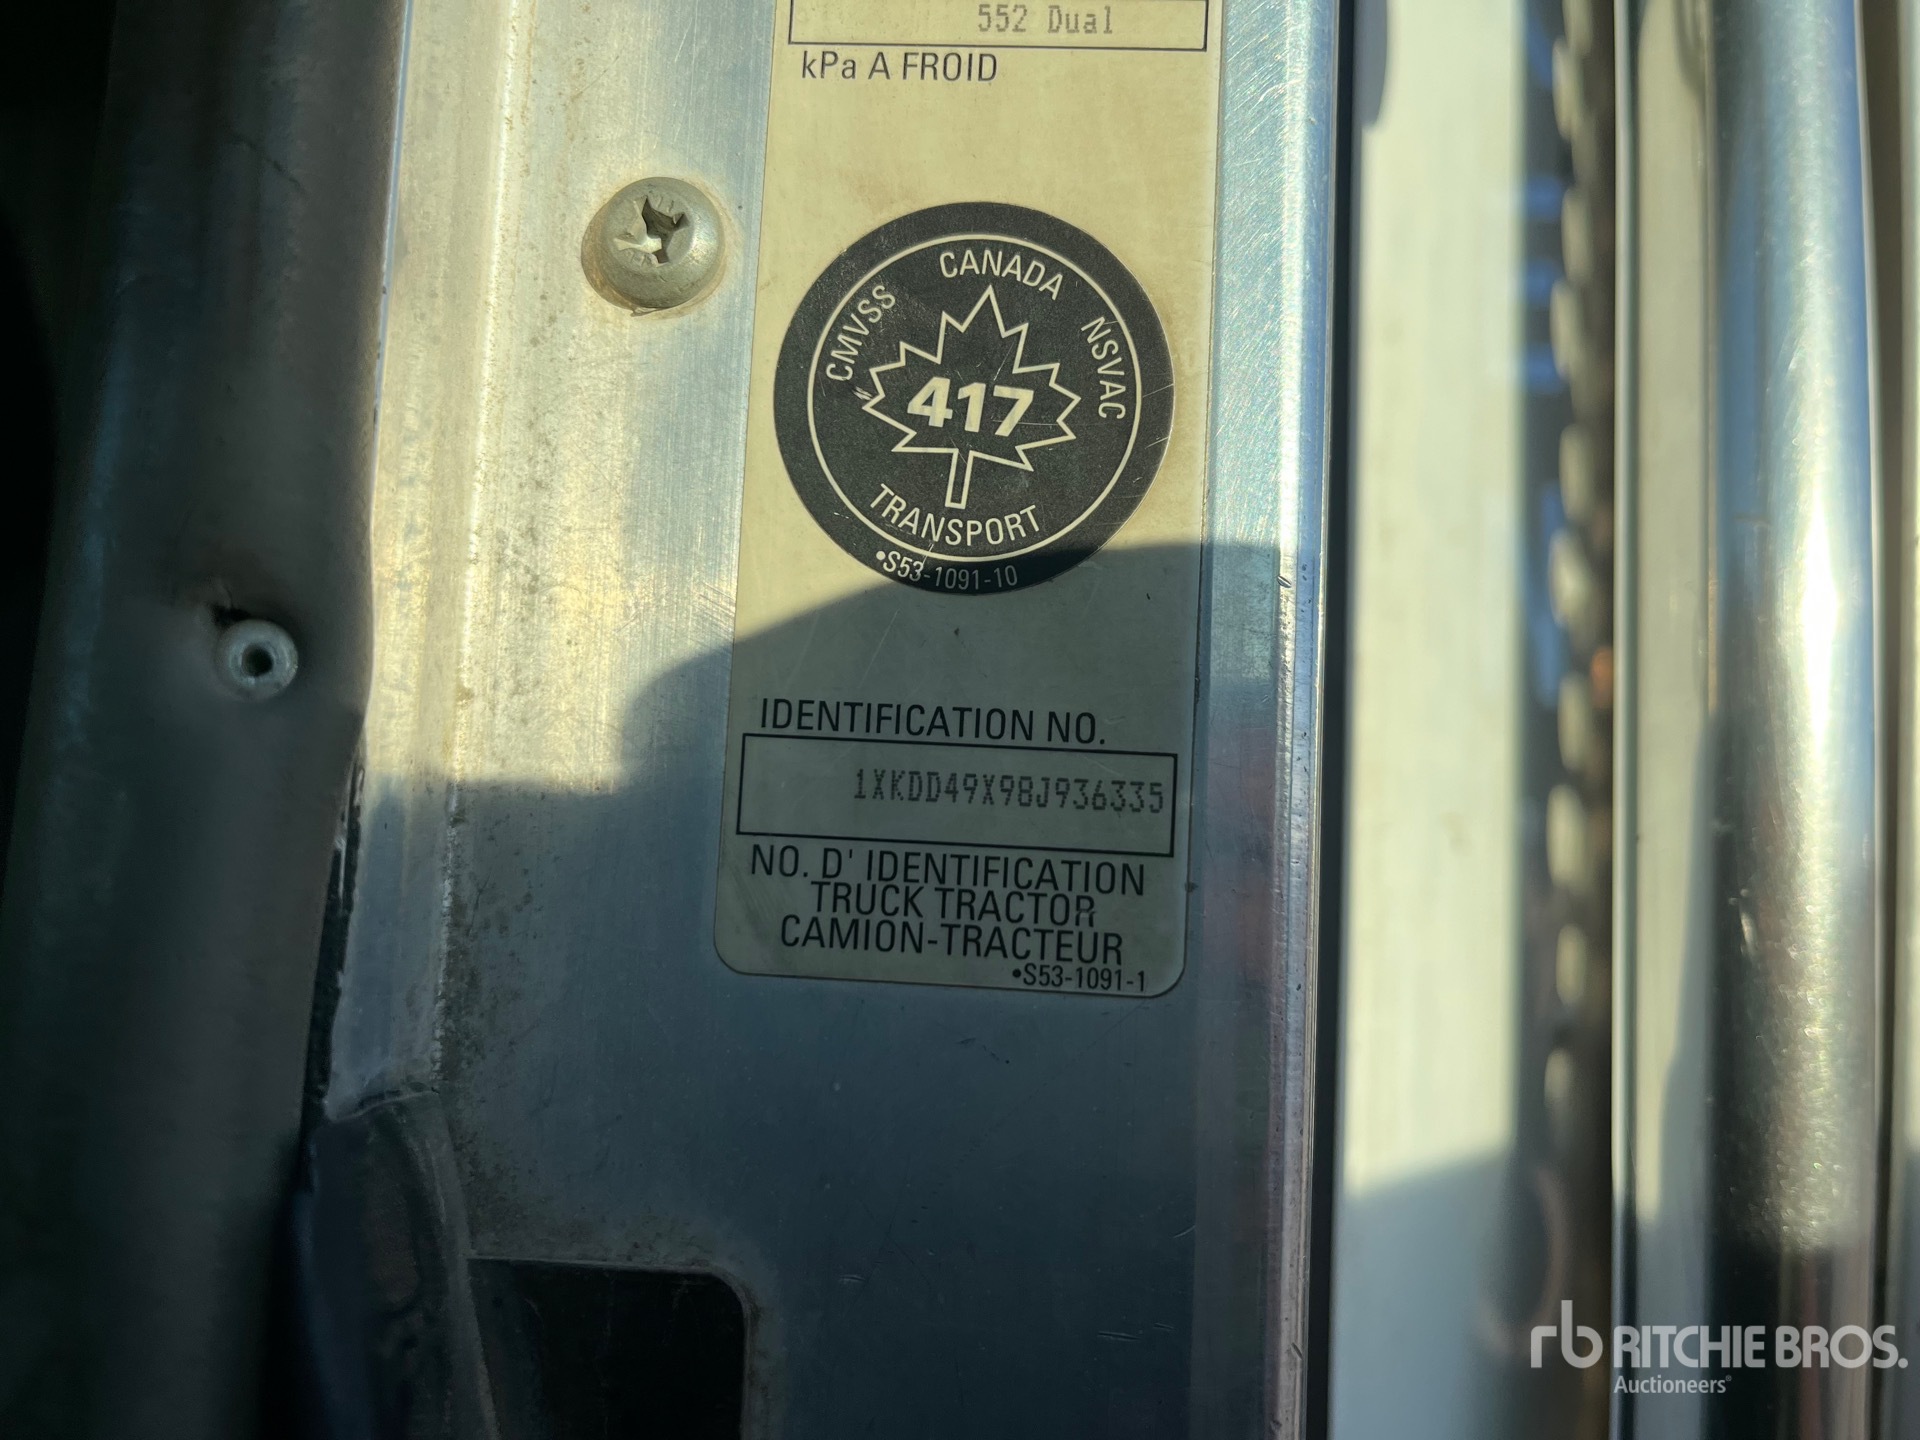 552 Dual
kPa A FROID
CANADA
CMVSS
NSVAC
417
TRANSPORT
•S53-1091-10
IDENTIFICATION NO.
1XKDD49X98J936335
NO. D' IDENTIFICATION
TRUCK TRACTOR
CAMION-TRACTEUR
•S53-1091-1
rb RITCHIE BROS.
Auctioneers®